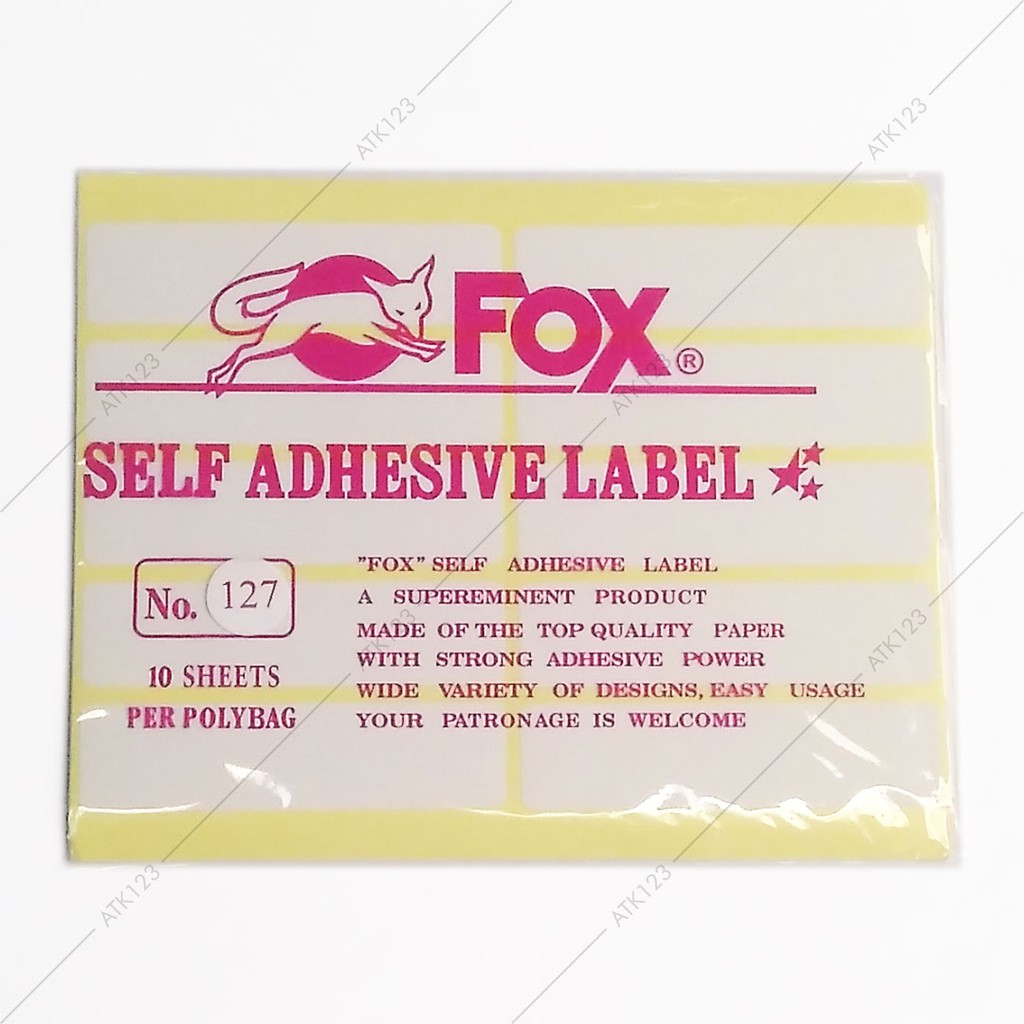 FOX ®
SELF ADHESIVE LABEL
No. 127
10 SHEETS
PER POLYBAG
"FOX" SELF ADHESIVE LABEL
A SUPEREMINENT PRODUCT
MADE OF THE TOP QUALITY PAPER
WITH STRONG ADHESIVE POWER
WIDE VARIETY OF DESIGNS, EASY USAGE
YOUR PATRONAGE IS WELCOME
ATK123
ATK123
ATK123
ATK123
ATK123
ATK123
ATK123
ATK123